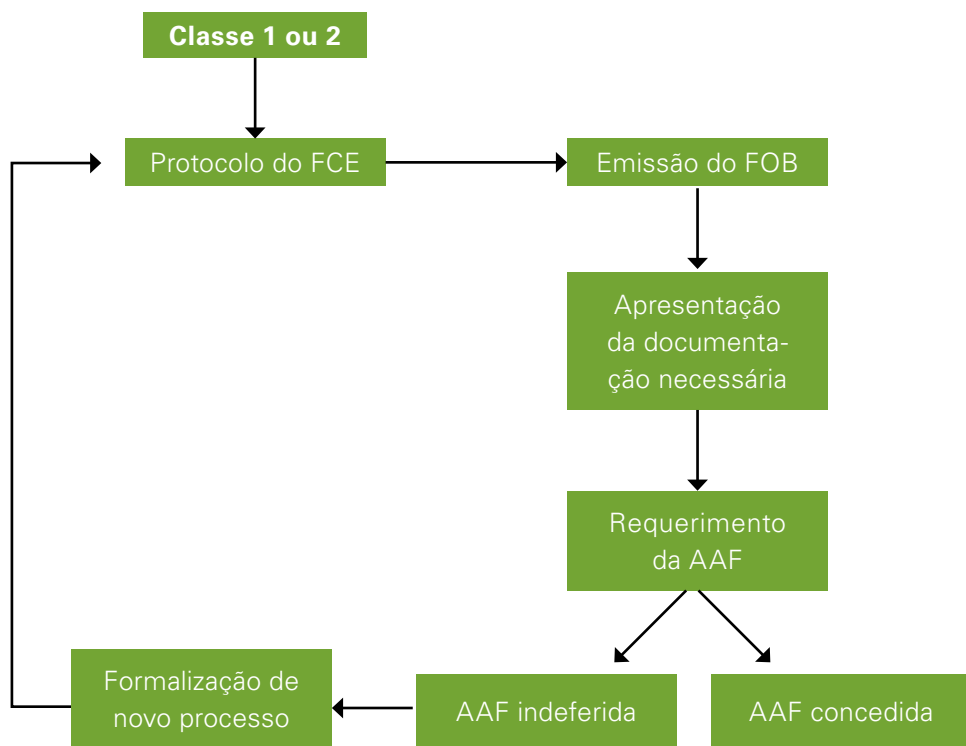 Classe 1 ou 2
Protocolo do FCE
Emissão do FOB
Apresentação
da documenta-
ção necessária
Requerimento
da AAF
Formalização de
novo processo
AAF indeferida
AAF concedida